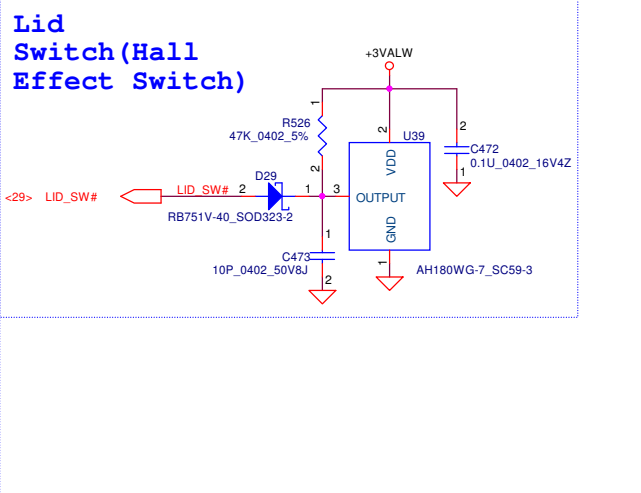 Lid
Switch(Hall
Effect Switch)
+3VALW
1
R526
47K_0402_5%
2
2
U39
VDD
2
C472
0.1U_0402_16V4Z
1
D29
<29> LID_SW#
LID_SW#
2
1
3
OUTPUT
RB751V-40_SOD323-2
GND
1
C473
10P_0402_50V8J
2
1
AH180WG-7_SC59-3